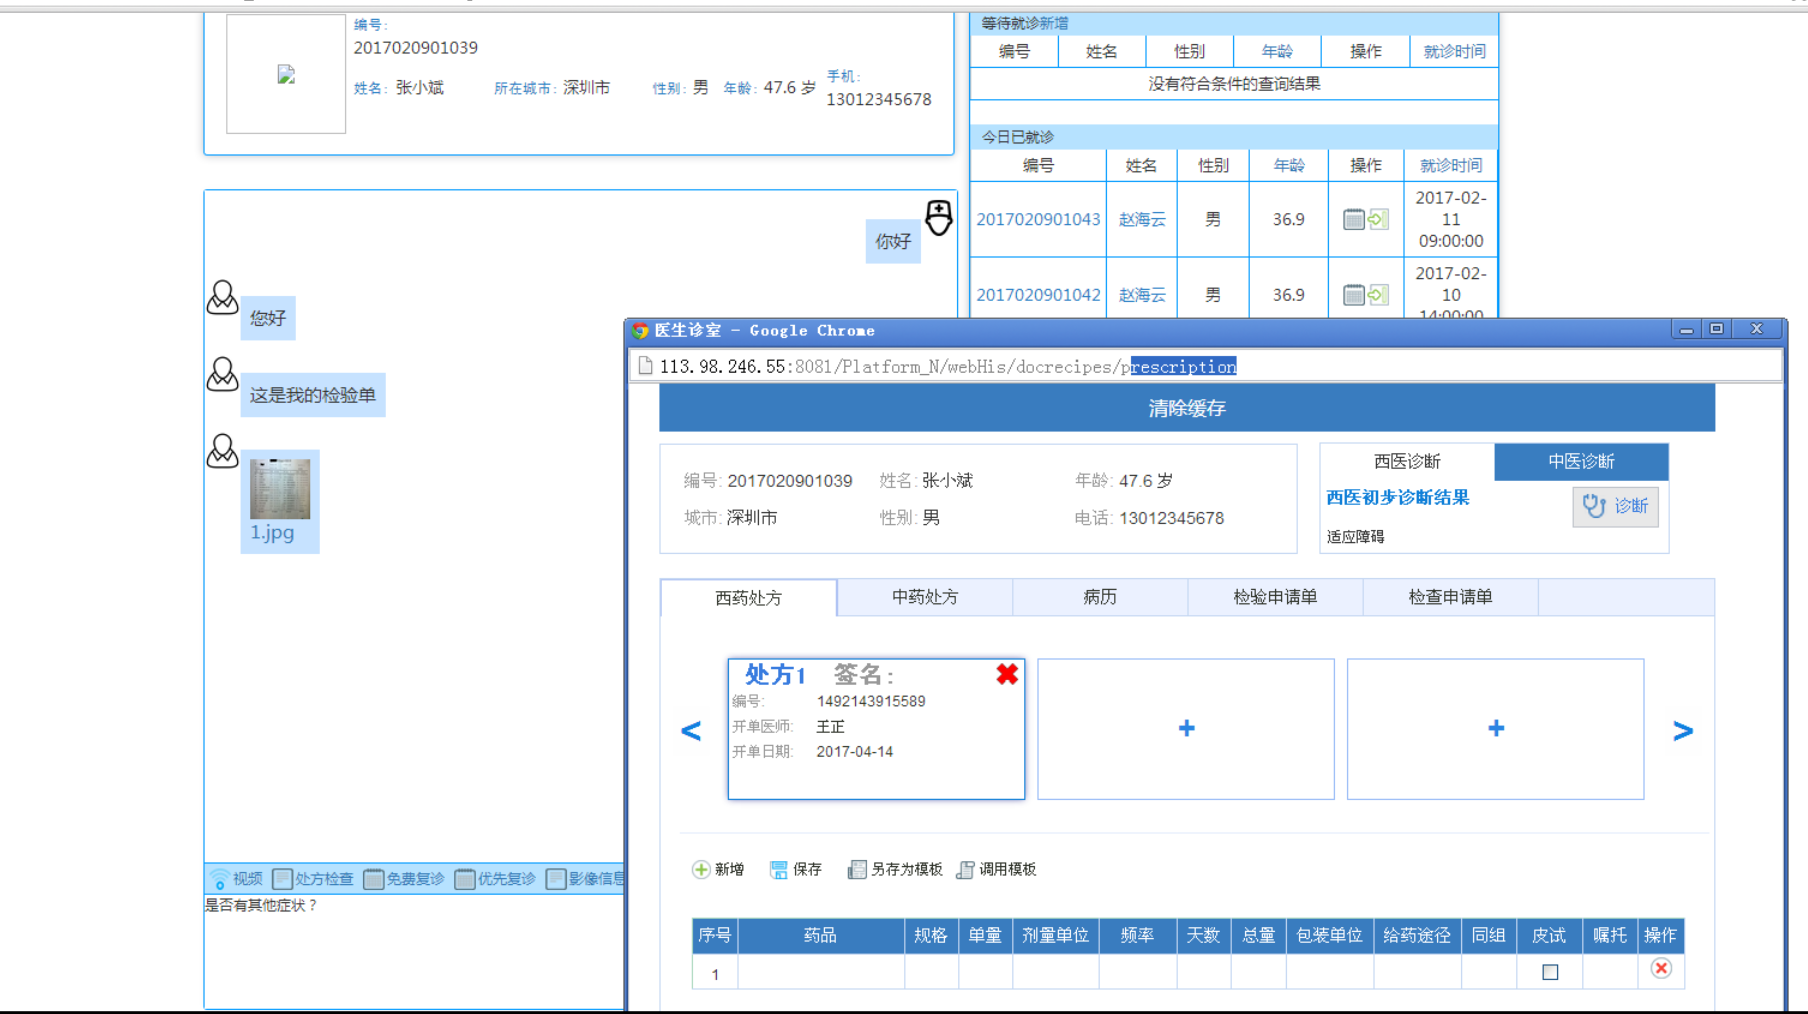 编号:
2017020901039
姓名: 张小斌 所在城市: 深圳市 性别: 男 年龄: 47.6 岁 手机: 13012345678
等待就诊新增
编号 姓名 性别 年龄 操作 就诊时间
没有符合条件的查询结果
今日已就诊
编号 姓名 性别 年龄 操作 就诊时间
2017020901043 赵海云 男 36.9 2017-02-11 09:00:00
2017020901042 赵海云 男 36.9 2017-02-10 14:00:00
你好
您好
这是我的检验单
1.jpg
视频 处方检查 免费复诊 优先复诊 影像信息
是否有其他症状？
医生诊室 - Google Chrome
113.98.246.55:8081/Platform_N/webHis/docrecipes/prescription
清除缓存
编号: 2017020901039 姓名: 张小斌 年龄: 47.6 岁
城市: 深圳市 性别: 男 电话: 13012345678
西医诊断 中医诊断
西医初步诊断结果 诊断
适应障碍
西药处方 中药处方 病历 检验申请单 检查申请单
处方1 签名:
编号: 1492143915589
开单医师: 王正
开单日期: 2017-04-14
< + + >
新增 保存 另存为模板 调用模板
序号 药品 规格 单量 剂量单位 频率 天数 总量 包装单位 给药途径 同组 皮试 嘱托 操作
1